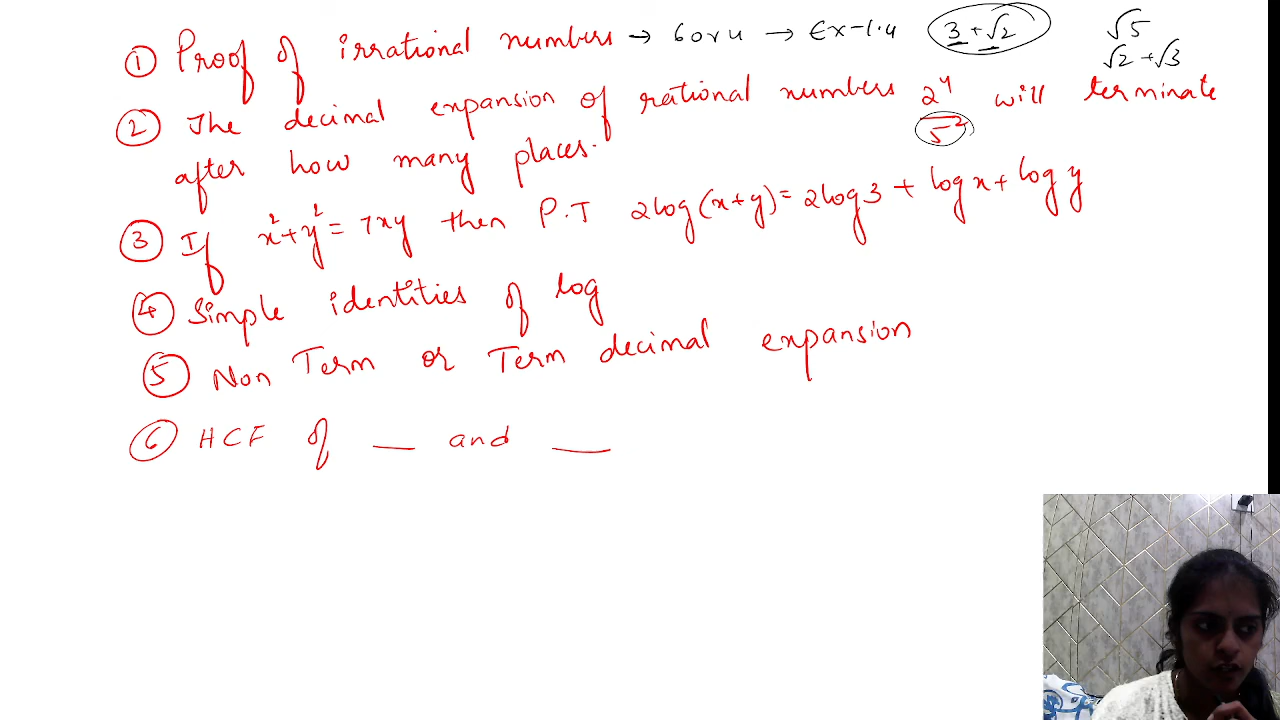 ① Proof of irrational numbers → 6 or 4 → Ex-1.4 3+√2 √5
√2+√3
② The decimal expansion of rational numbers 2⁴/5² will terminate
after how many places.
③ If x²+y²=7xy then P.T 2log(x+y)=2log3+logx+logy
④ Simple identities of log
⑤ Non Term or Term decimal expansion
⑥ HCF of __ and __